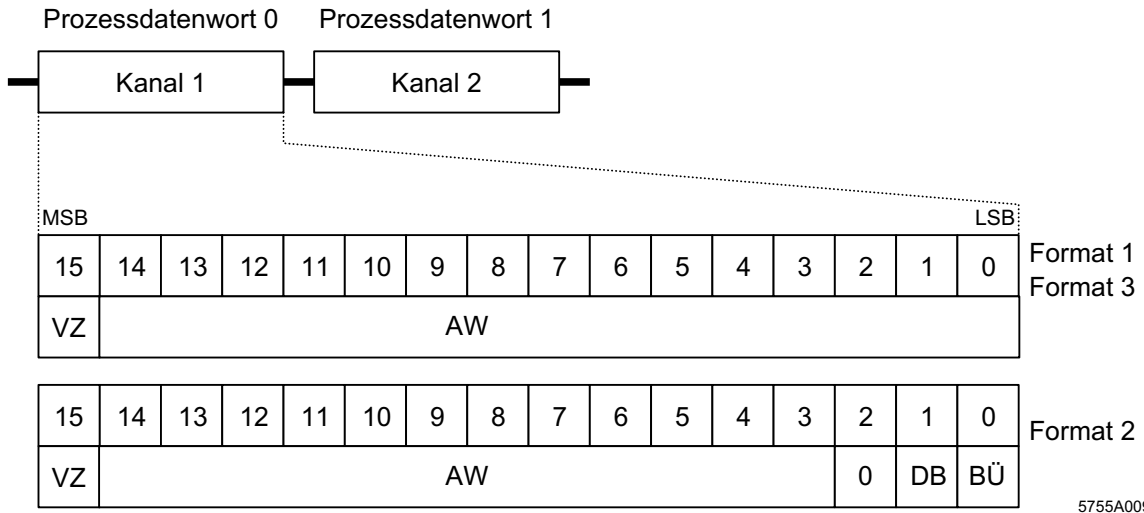 Prozessdatenwort 0 Prozessdatenwort 1
Kanal 1 Kanal 2
MSB LSB
15 14 13 12 11 10 9 8 7 6 5 4 3 2 1 0 Format 1
Format 3
VZ AW
15 14 13 12 11 10 9 8 7 6 5 4 3 2 1 0 Format 2
VZ AW 0 DB BÜ
5755A009